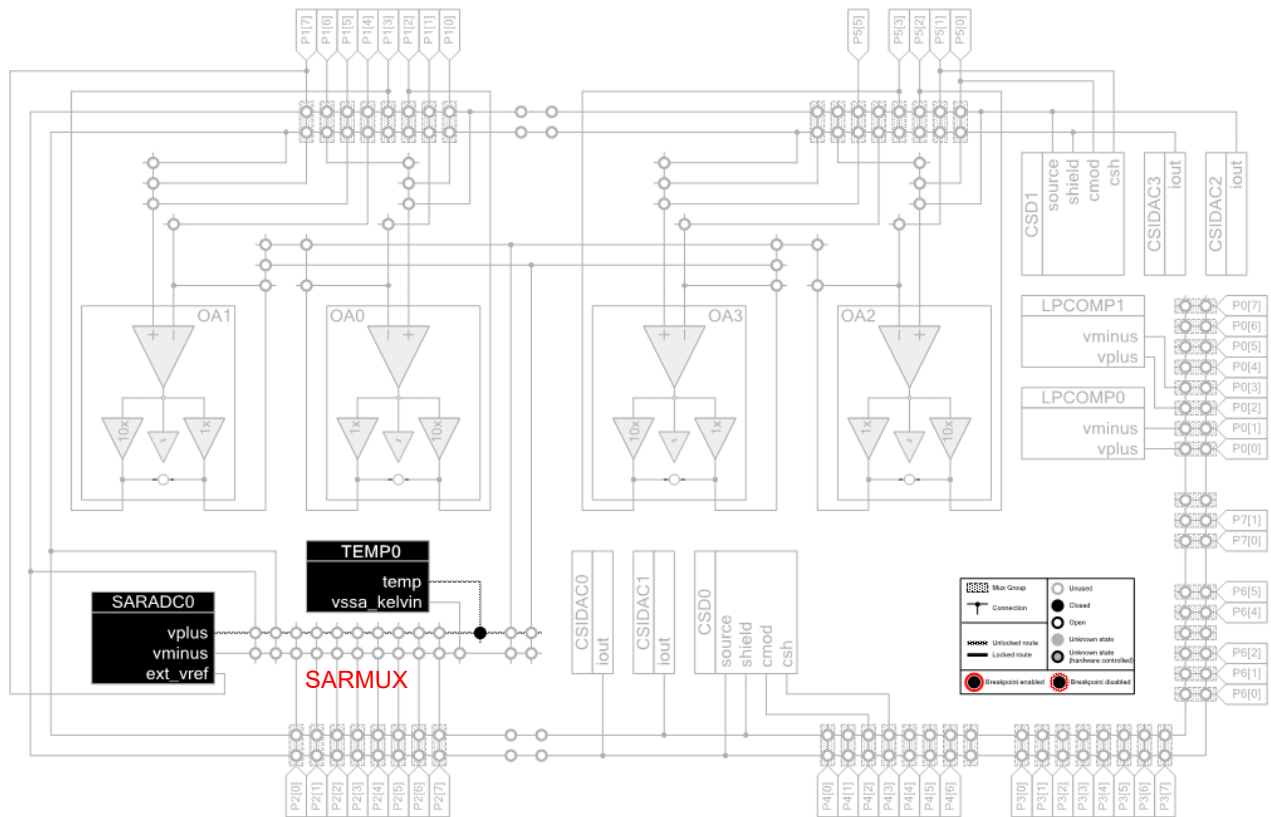 P1[7] P1[6] P1[5] P1[4] P1[3] P1[2] P1[1] P1[0] P5[5] P5[3] P5[2] P5[1] P5[0]
CSD1 source shield cmod csh
CSIDAC3 iout
CSIDAC2 iout
OA1
+ −
10x 1x
OA0
− +
1x 10x
OA3
+ −
10x 1x
OA2
− +
1x 10x
LPCOMP1
vminus
vplus
LPCOMP0
vminus
vplus
P0[7]
P0[6]
P0[5]
P0[4]
P0[3]
P0[2]
P0[1]
P0[0]
P7[1]
P7[0]
P6[5]
P6[4]
P6[2]
P6[1]
P6[0]
TEMP0
temp
vssa_kelvin
SARADC0
vplus
vminus
ext_vref
SARMUX
CSIDAC0 iout
CSIDAC1 iout
CSD0 source shield cmod csh
Mux Group
Connection
Unlocked route
Locked route
Unused
Closed
Open
Unknown state
Unknown state
(hardware controlled)
Breakpoint enabled
Breakpoint disabled
P2[0] P2[1] P2[2] P2[3] P2[4] P2[5] P2[6] P2[7] P4[0] P4[1] P4[2] P4[3] P4[4] P4[5] P4[6] P3[0] P3[1] P3[2] P3[3] P3[4] P3[5] P3[6] P3[7]